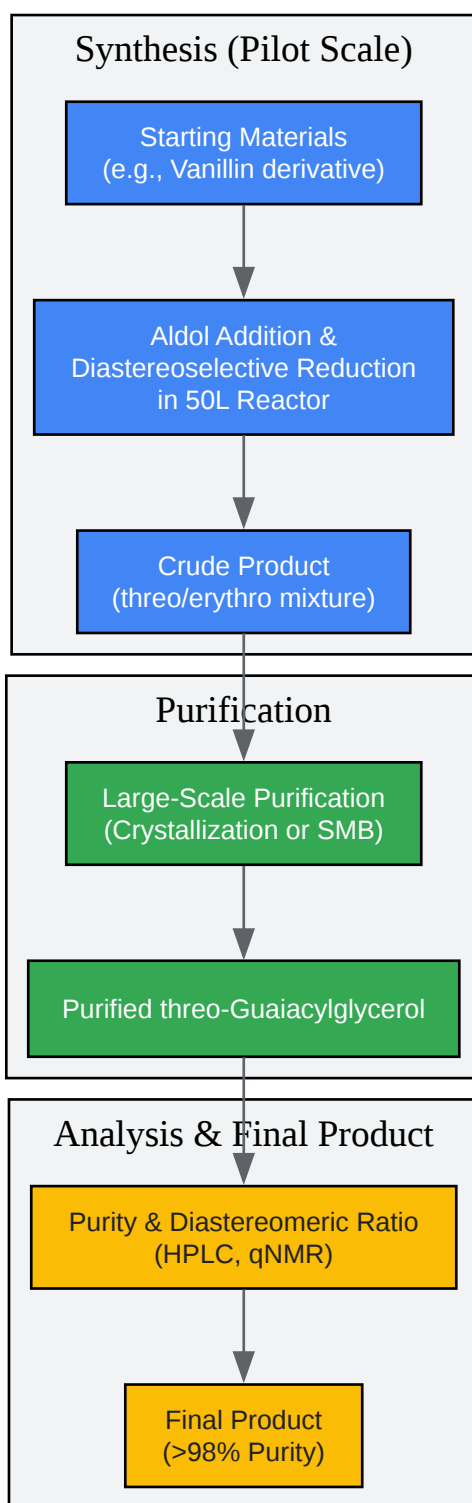 Synthesis (Pilot Scale)
Starting Materials
(e.g., Vanillin derivative)
Aldol Addition &
Diastereoselective Reduction
in 50L Reactor
Crude Product
(threo/erythro mixture)
Purification
Large-Scale Purification
(Crystallization or SMB)
Purified threo-Guaiacylglycerol
Analysis & Final Product
Purity & Diastereomeric Ratio
(HPLC, qNMR)
Final Product
(>98% Purity)